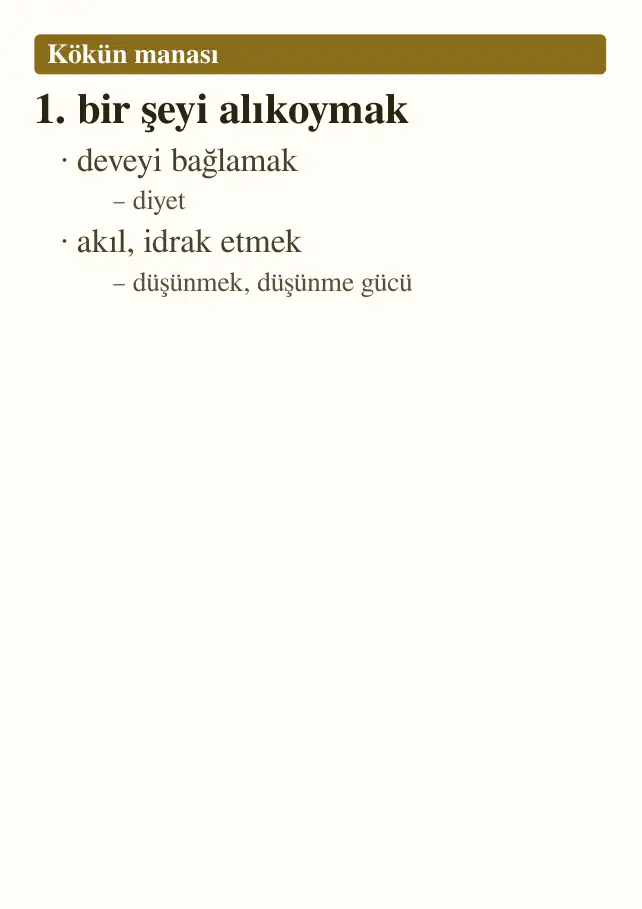 Kökün manası
1. bir şeyi alıkoymak
· deveyi bağlamak
– diyet
· akıl, idrak etmek
– düşünmek, düşünme gücü